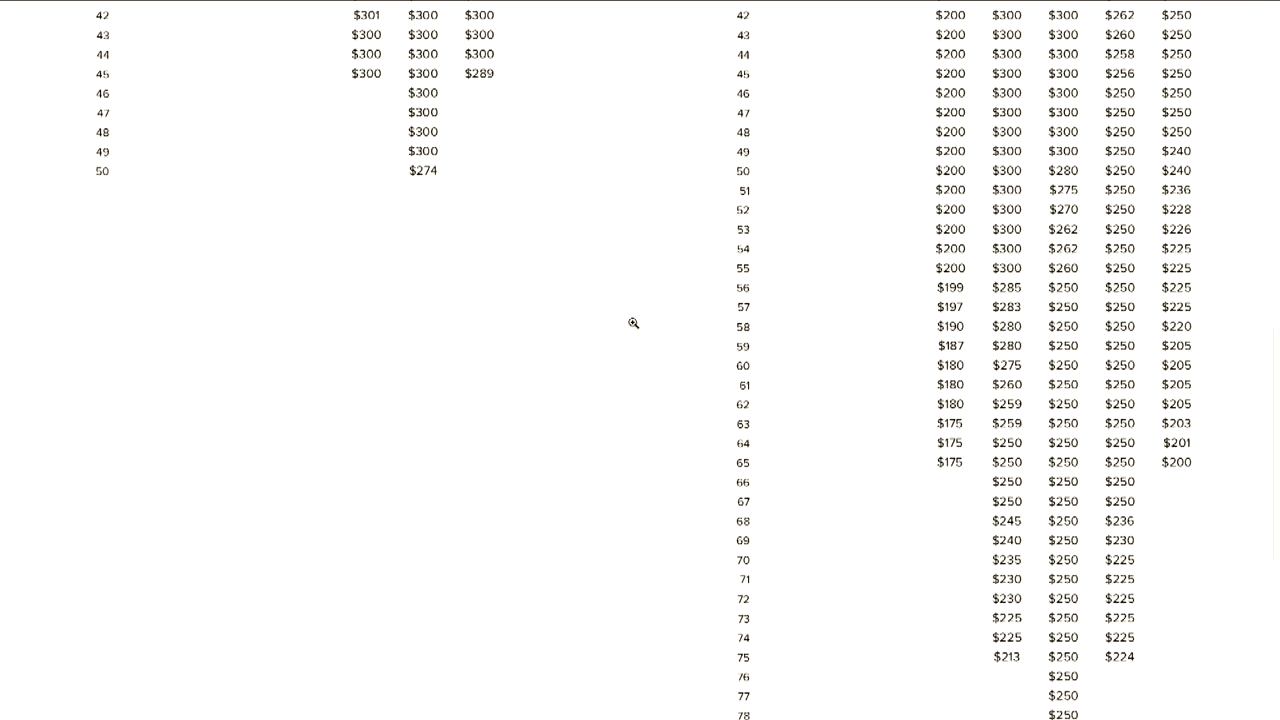 42 $301 $300 $300 42 $200 $300 $300 $262 $250
43 $300 $300 $300 43 $200 $300 $300 $260 $250
44 $300 $300 $300 44 $200 $300 $300 $258 $250
45 $300 $300 $289 45 $200 $300 $300 $256 $250
46 $300 46 $200 $300 $300 $250 $250
47 $300 47 $200 $300 $300 $250 $250
48 $300 48 $200 $300 $300 $250 $250
49 $300 49 $200 $300 $300 $250 $240
50 $274 50 $200 $300 $280 $250 $240
51 $200 $300 $275 $250 $236
52 $200 $300 $270 $250 $228
53 $200 $300 $262 $250 $226
54 $200 $300 $262 $250 $225
55 $200 $300 $260 $250 $225
56 $199 $285 $250 $250 $225
57 $197 $283 $250 $250 $225
58 $190 $280 $250 $250 $220
59 $187 $280 $250 $250 $205
60 $180 $275 $250 $250 $205
61 $180 $260 $250 $250 $205
62 $180 $259 $250 $250 $205
63 $175 $259 $250 $250 $203
64 $175 $250 $250 $250 $201
65 $175 $250 $250 $250 $200
66 $250 $250 $250
67 $250 $250 $250
68 $245 $250 $236
69 $240 $250 $230
70 $235 $250 $225
71 $230 $250 $225
72 $230 $250 $225
73 $225 $250 $225
74 $225 $250 $225
75 $213 $250 $224
76 $250
77 $250
78 $250